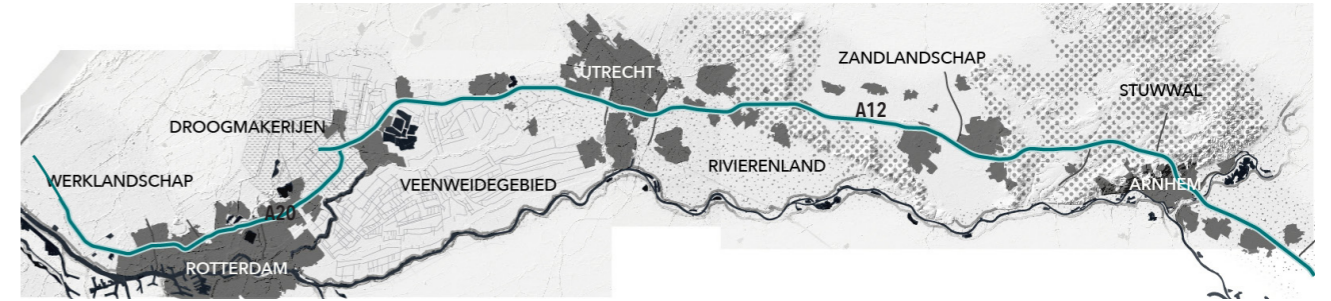 UTRECHT
ZANDLANDSCHAP
STUWWAL
A12
DROOGMAKERIJEN
RIVIERENLAND
WERKLANDSCHAP
VEENWEIDEGEBIED
ARNHEM
A20
ROTTERDAM